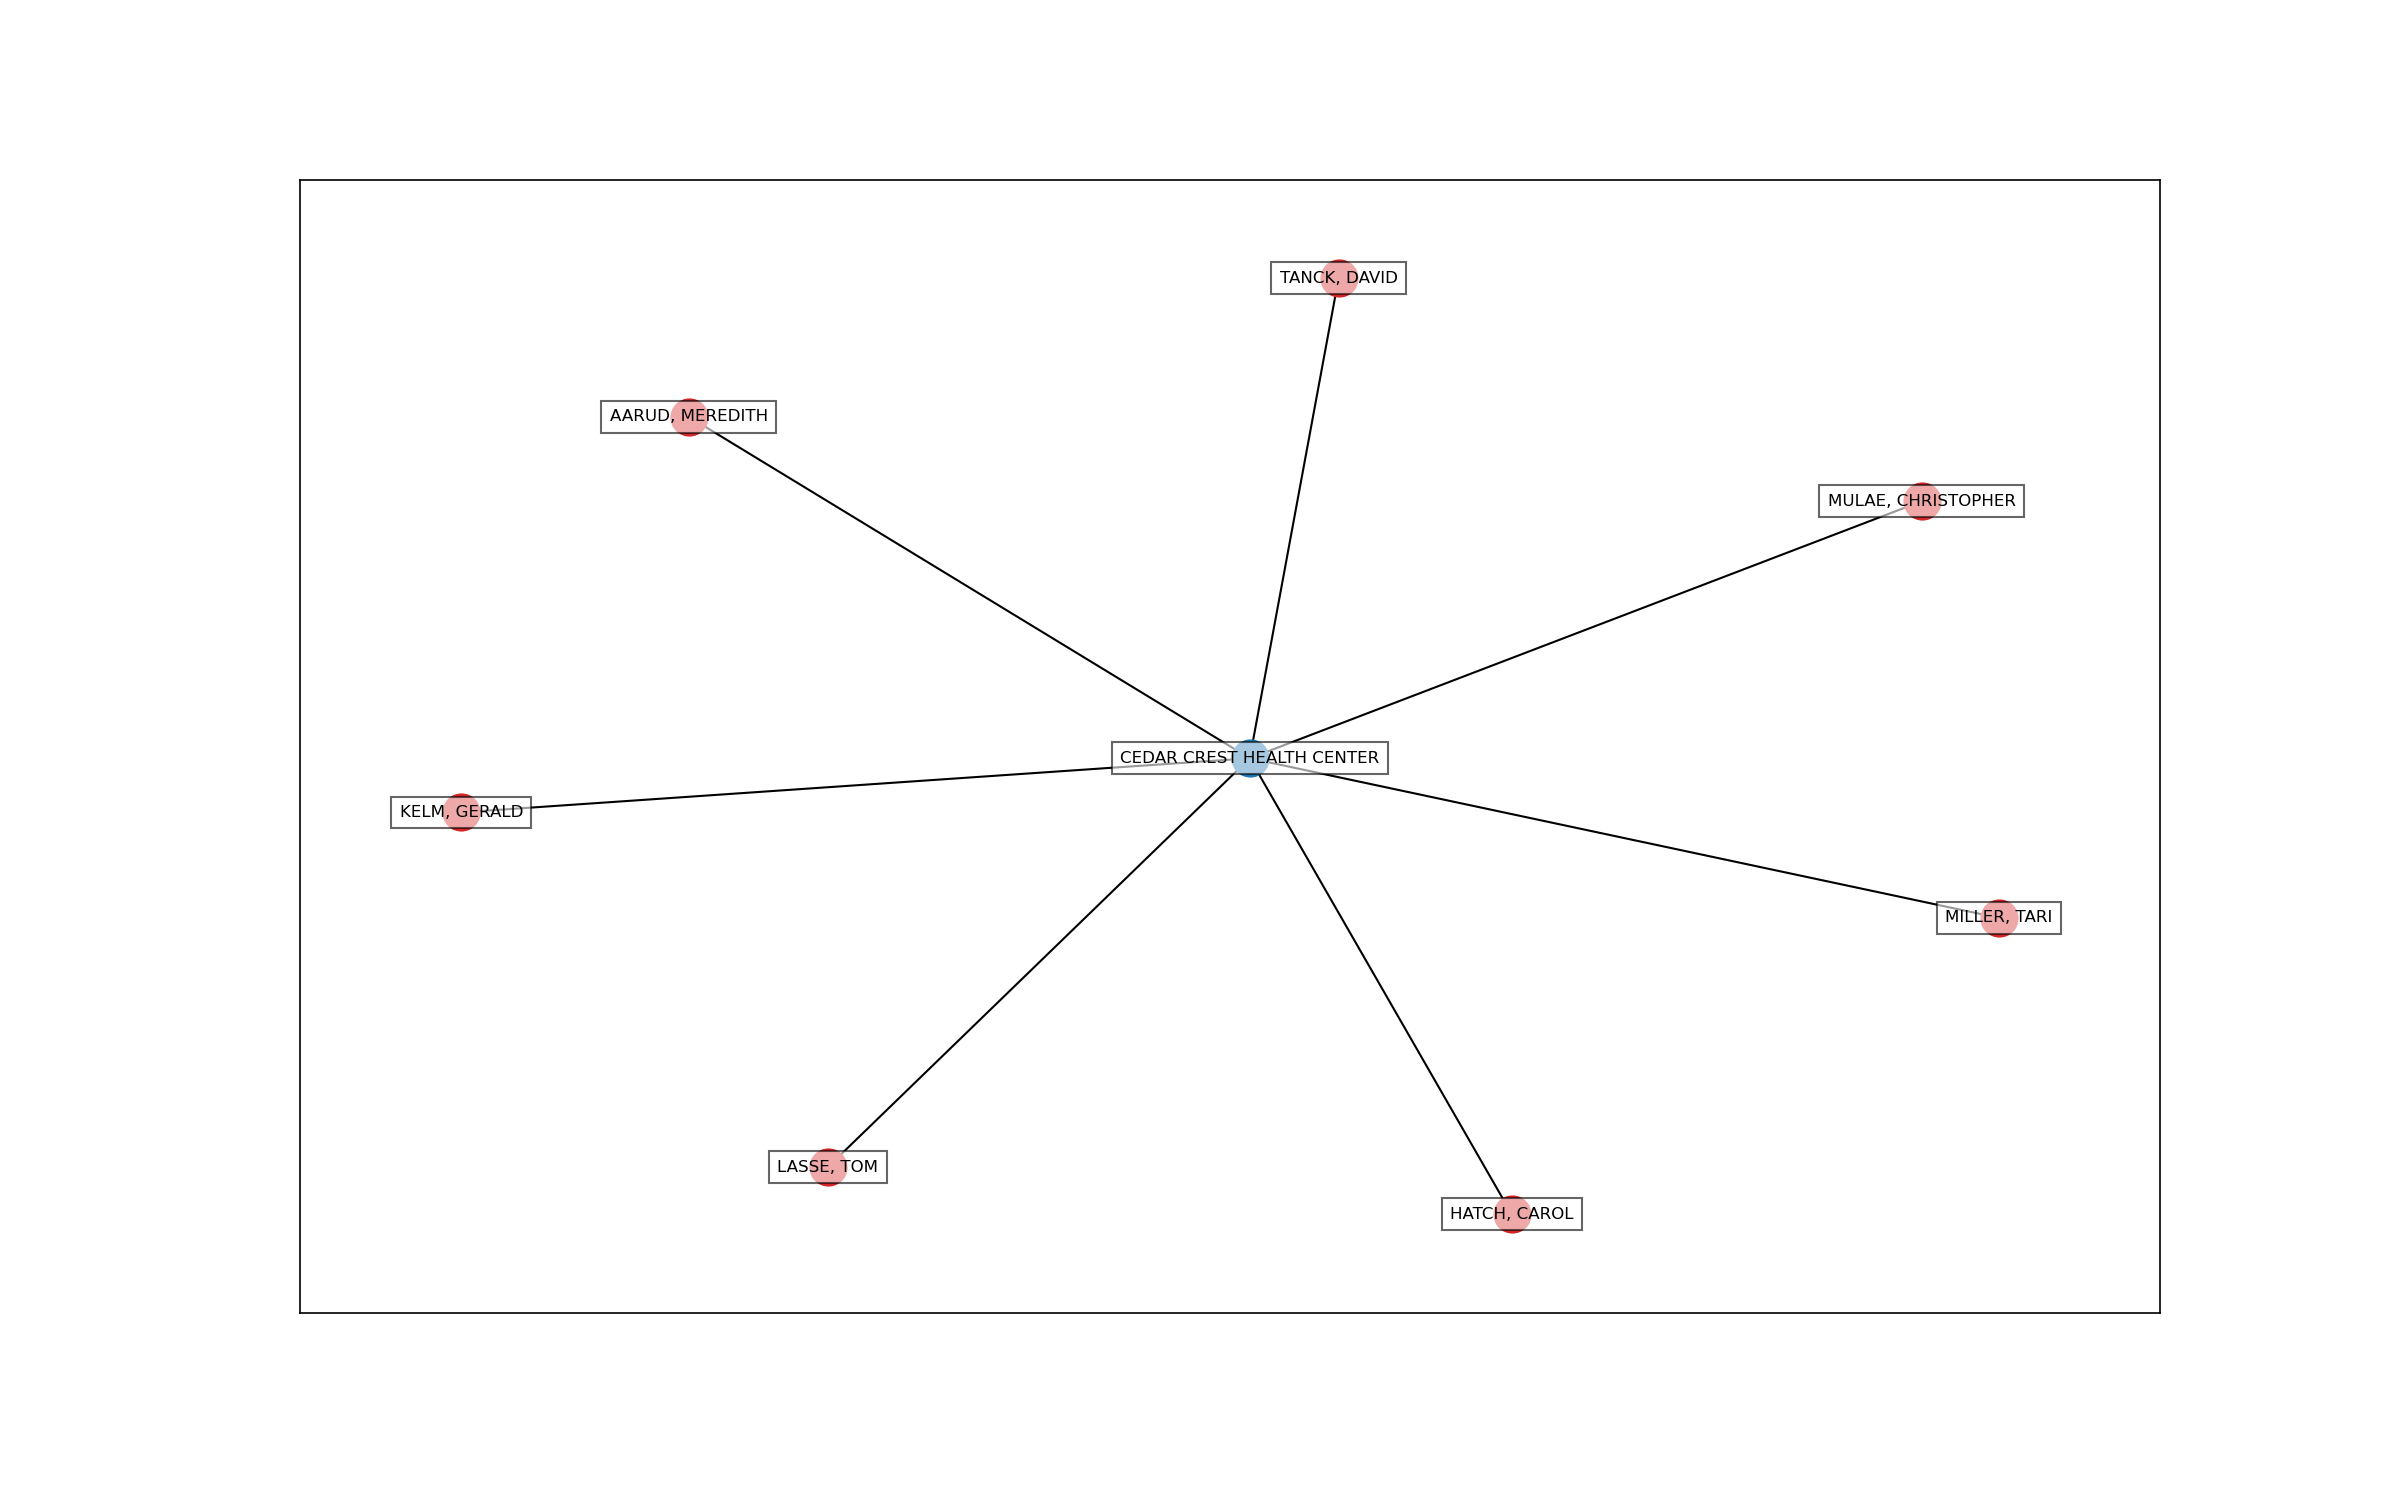 TANCK, DAVID
AARUD, MEREDITH
MULAE, CHRISTOPHER
CEDAR CREST HEALTH CENTER
KELM, GERALD
MILLER, TARI
LASSE, TOM
HATCH, CAROL